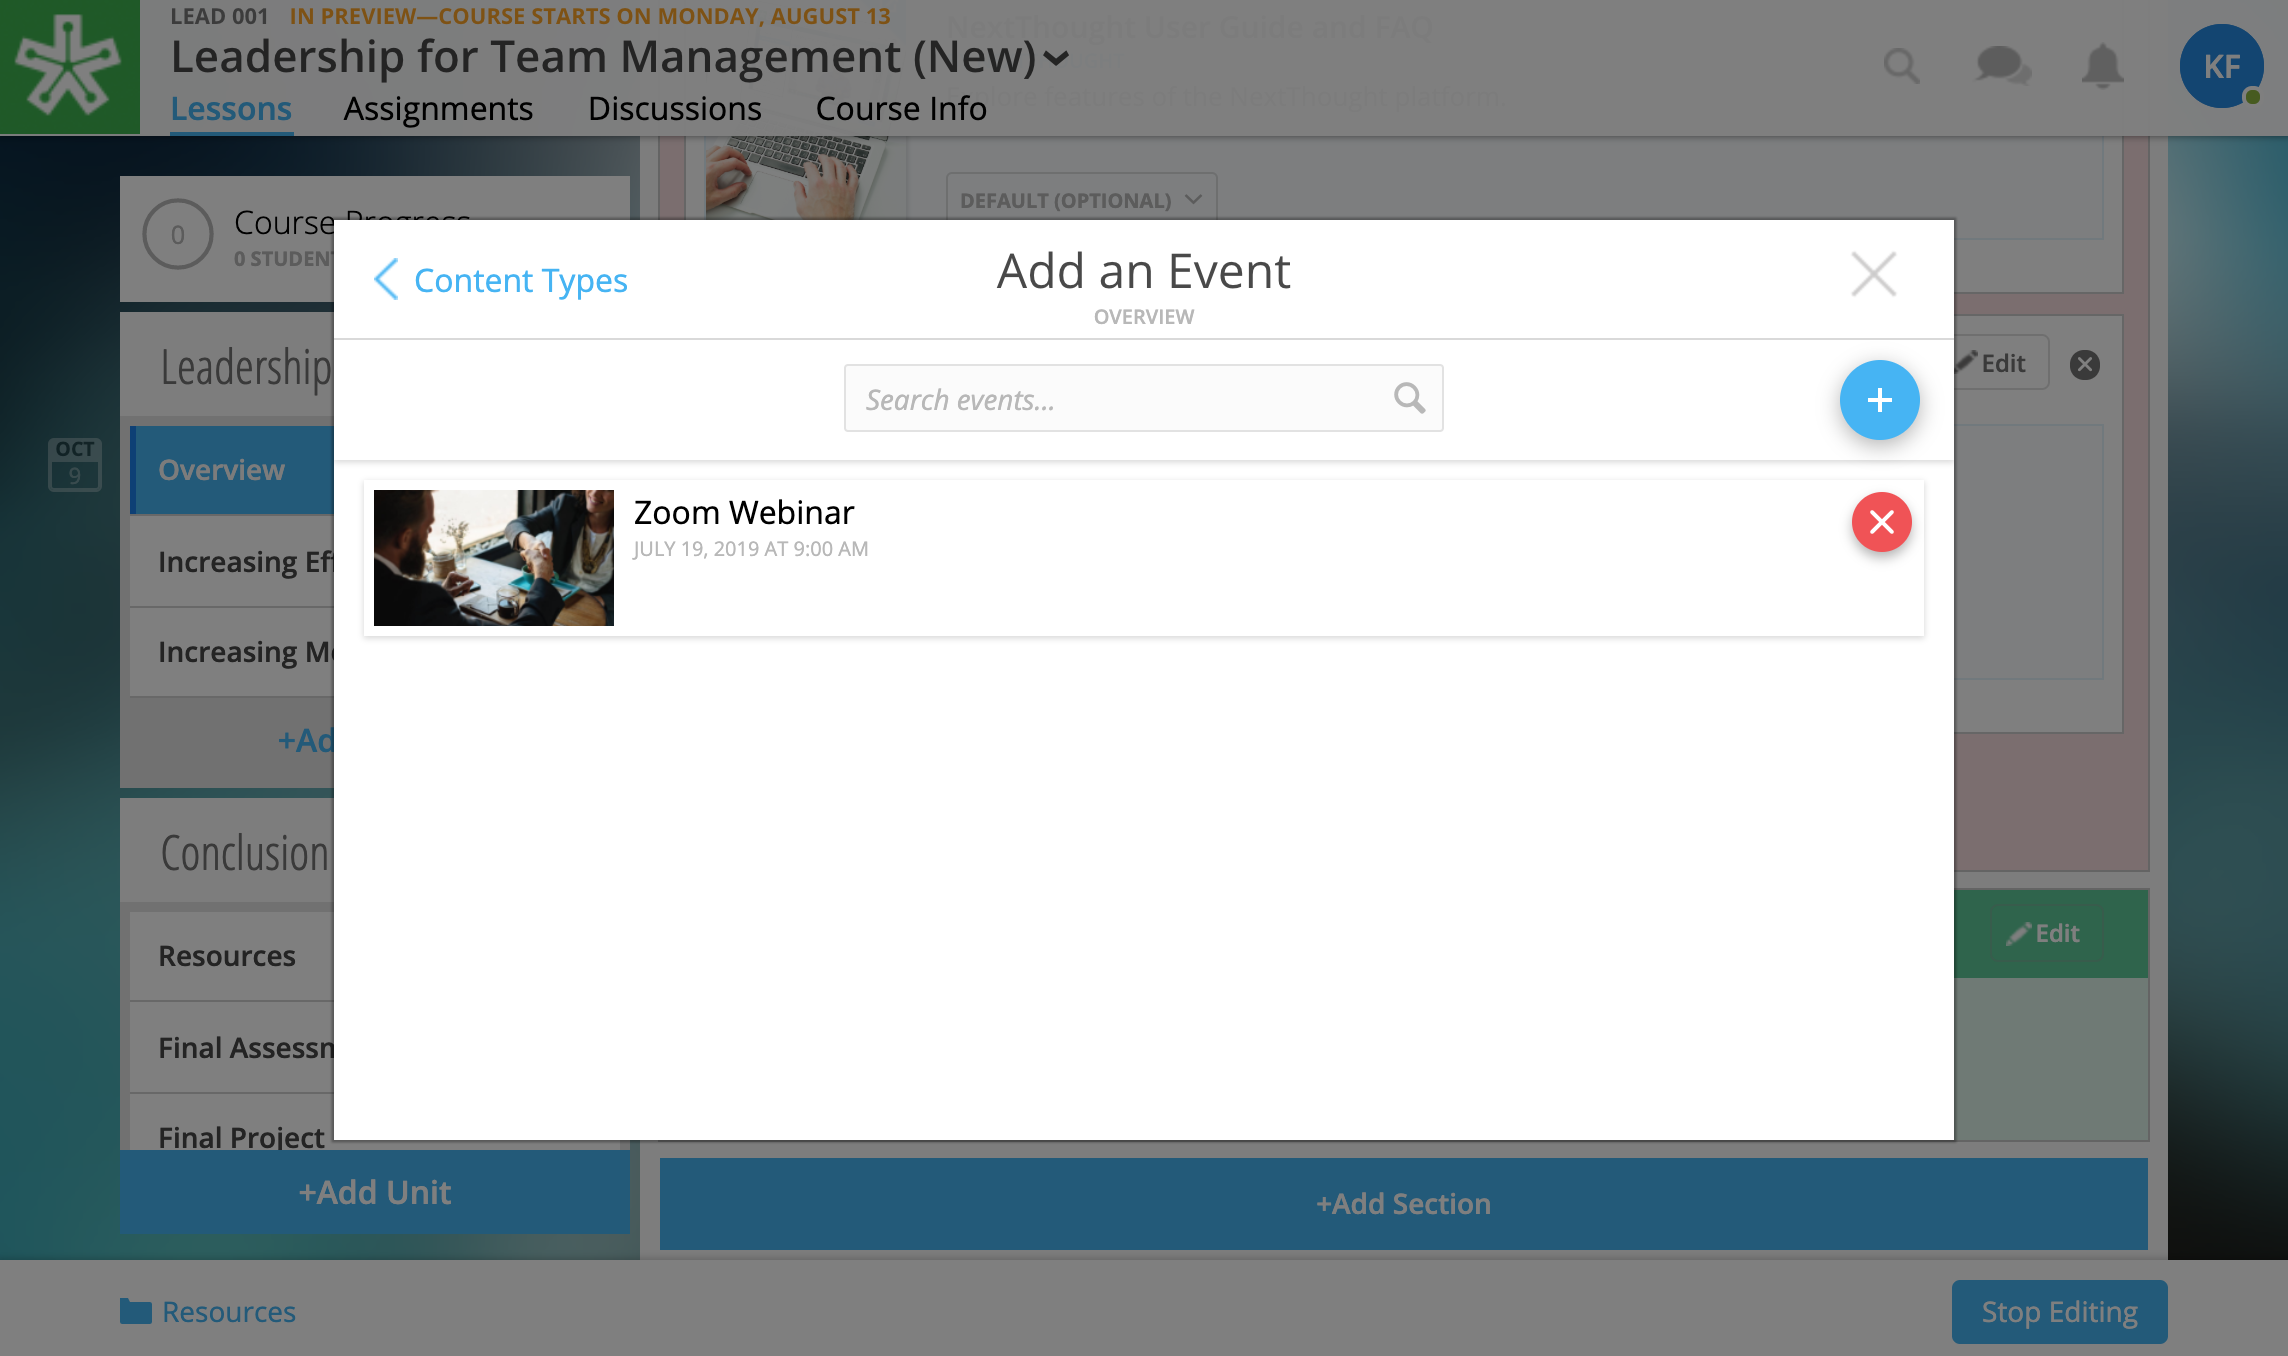 LEAD 001 IN PREVIEW—COURSE STARTS ON MONDAY, AUGUST 13
Leadership for Team Management (New)
Lessons Assignments Discussions Course Info
NextThought User Guide and FAQ
Explore features of the NextThought platform.
KF
DEFAULT (OPTIONAL)
0
Course Progress
0 STUDENT
Content Types
Add an Event
OVERVIEW
Search events...
+
Zoom Webinar
JULY 19, 2019 AT 9:00 AM
Leadership
OCT
9
Overview
Increasing Eff
Increasing Mo
+Ad
Conclusion
Resources
Final Assessm
Final Project
+Add Unit
Edit
Edit
+Add Section
Resources
Stop Editing